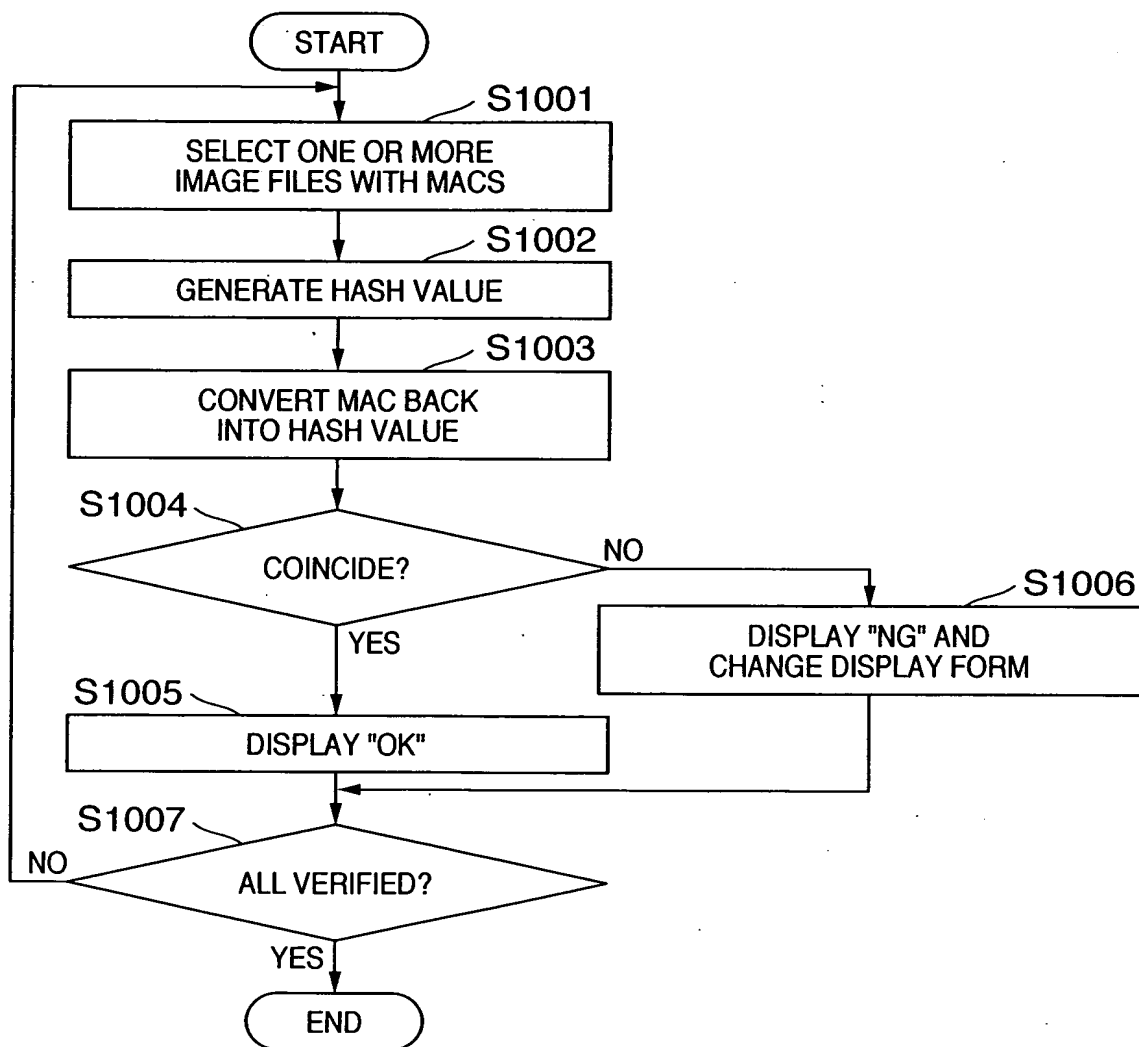 START
S1001
SELECT ONE OR MORE
IMAGE FILES WITH MACS
S1002
GENERATE HASH VALUE
S1003
CONVERT MAC BACK
INTO HASH VALUE
S1004
COINCIDE?
NO
YES
S1006
DISPLAY "NG" AND
CHANGE DISPLAY FORM
S1005
DISPLAY "OK"
S1007
NO
ALL VERIFIED?
YES
END